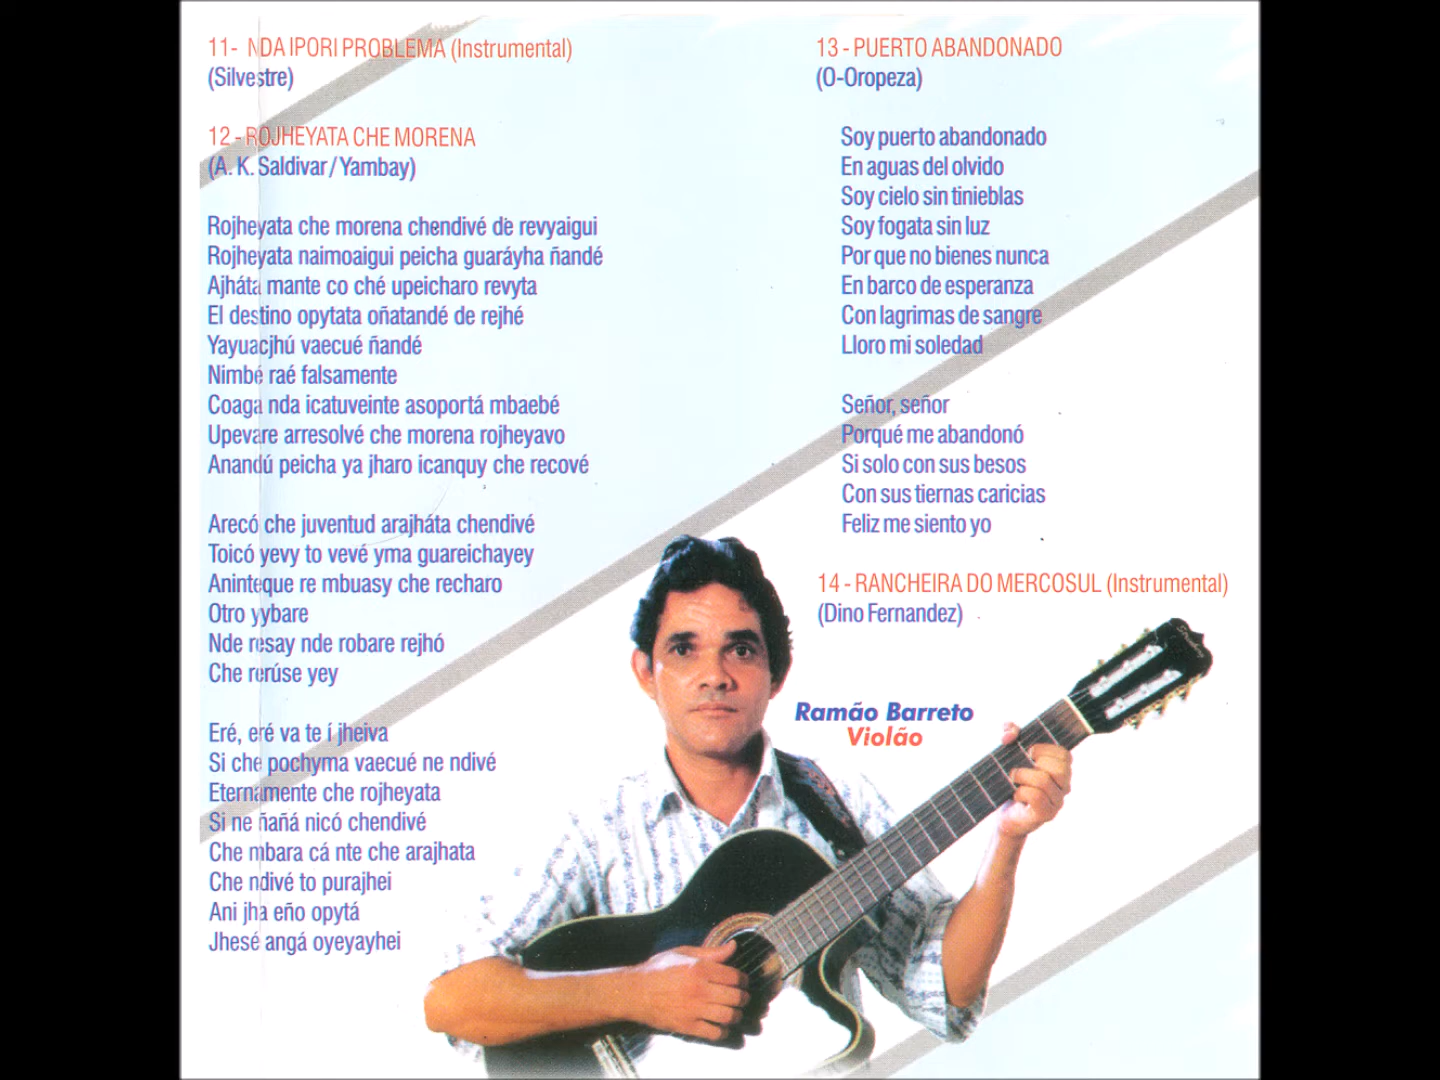 11- NDA IPORI PROBLEMA (Instrumental)
(Silvestre)
12 - ROJHEYATA CHE MORENA
(A. K. Saldivar / Yambay)
Rojheyata che morena chendivé de revyaigui
Rojheyata naimoaigui peicha guaráyha ñandé
Ajháta mante co ché upeicharo revyta
El destino opytata oñatandé de rejhé
Yayuacjhú vaecué ñandé
Nimbé raé falsamente
Coaga nda icatuveinte asoportá mbaebé
Upevare arresolvé che morena rojheyavo
Anandú peicha ya jharo icanquy che recové
Arecó che juventud arajháta chendivé
Toicó yevy to vevé yma guareichayey
Aninteque re mbuasy che recharo
Otro yybare
Nde resay nde robare rejhó
Che rerúse yey
Eré, eré va te í jheiva
Si che pochyma vaecué ne ndivé
Eternamente che rojheyata
Si ne ñañá nicó chendivé
Che mbara cá nte che arajhata
Che ndivé to purajhei
Ani jha eño opytá
Jhesé angá oyeyayhei
13 - PUERTO ABANDONADO
(O-Oropeza)
Soy puerto abandonado
En aguas del olvido
Soy cielo sin tinieblas
Soy fogata sin luz
Por que no bienes nunca
En barco de esperanza
Con lagrimas de sangre
Lloro mi soledad
Señor, señor
Porqué me abandonó
Si solo con sus besos
Con sus tiernas caricias
Feliz me siento yo
14 - RANCHEIRA DO MERCOSUL (Instrumental)
(Dino Fernandez)
Ramão Barreto
Violão